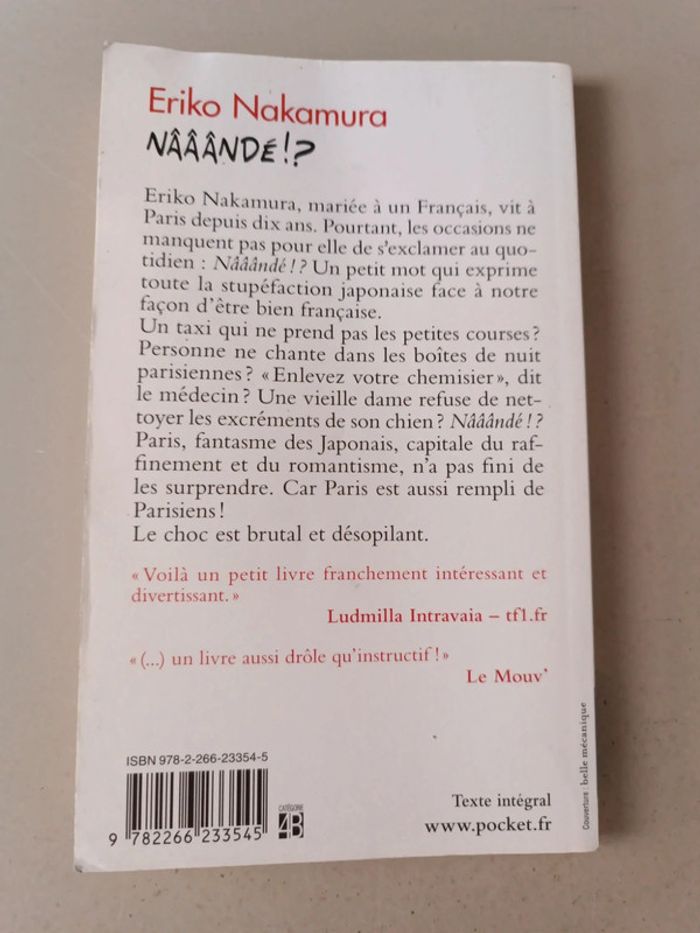 Eriko Nakamura
NÂÂÂNDÉ!?
Eriko Nakamura, mariée à un Français, vit à
Paris depuis dix ans. Pourtant, les occasions ne
manquent pas pour elle de s'exclamer au quo-
tidien : Nââândé !? Un petit mot qui exprime
toute la stupéfaction japonaise face à notre
façon d'être bien française.
Un taxi qui ne prend pas les petites courses ?
Personne ne chante dans les boîtes de nuit
parisiennes ? « Enlevez votre chemisier », dit
le médecin ? Une vieille dame refuse de net-
toyer les excréments de son chien ? Nââândé !?
Paris, fantasme des Japonais, capitale du raf-
finement et du romantisme, n'a pas fini de
les surprendre. Car Paris est aussi rempli de
Parisiens !
Le choc est brutal et désopilant.
« Voilà un petit livre franchement intéressant et
divertissant. »
Ludmilla Intravaia – tf1.fr
« (...) un livre aussi drôle qu'instructif ! »
Le Mouv'
ISBN 978-2-266-23354-5
9 782266 233545
CATÉGORIE
4B
Texte intégral
www.pocket.fr
Couverture : belle mécanique